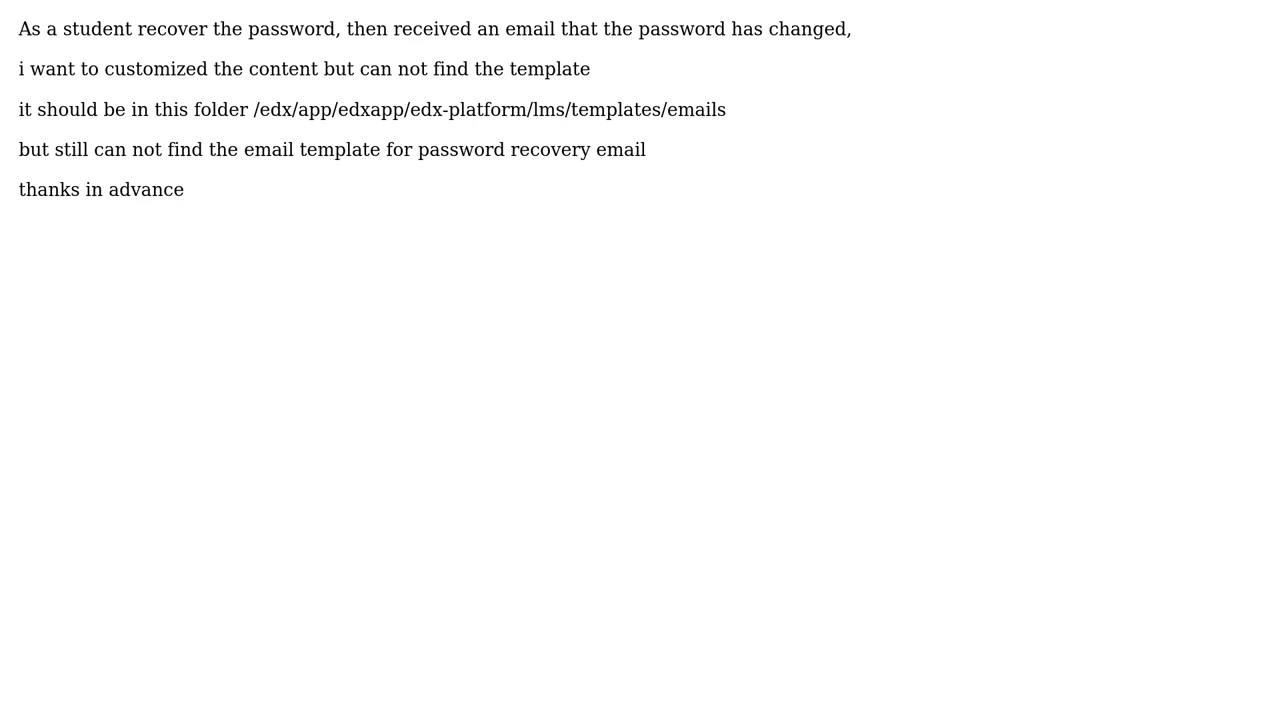 As a student recover the password, then received an email that the password has changed,
i want to customized the content but can not find the template
it should be in this folder /edx/app/edxapp/edx-platform/lms/templates/emails
but still can not find the email template for password recovery email
thanks in advance